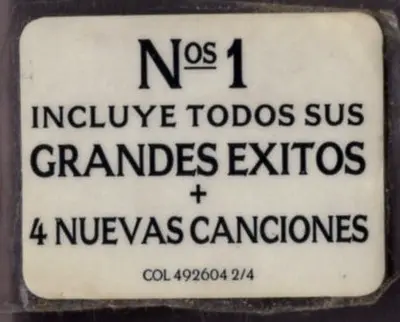 Nos 1
INCLUYE TODOS SUS
GRANDES EXITOS
+
4 NUEVAS CANCIONES
COL 492604 2/4